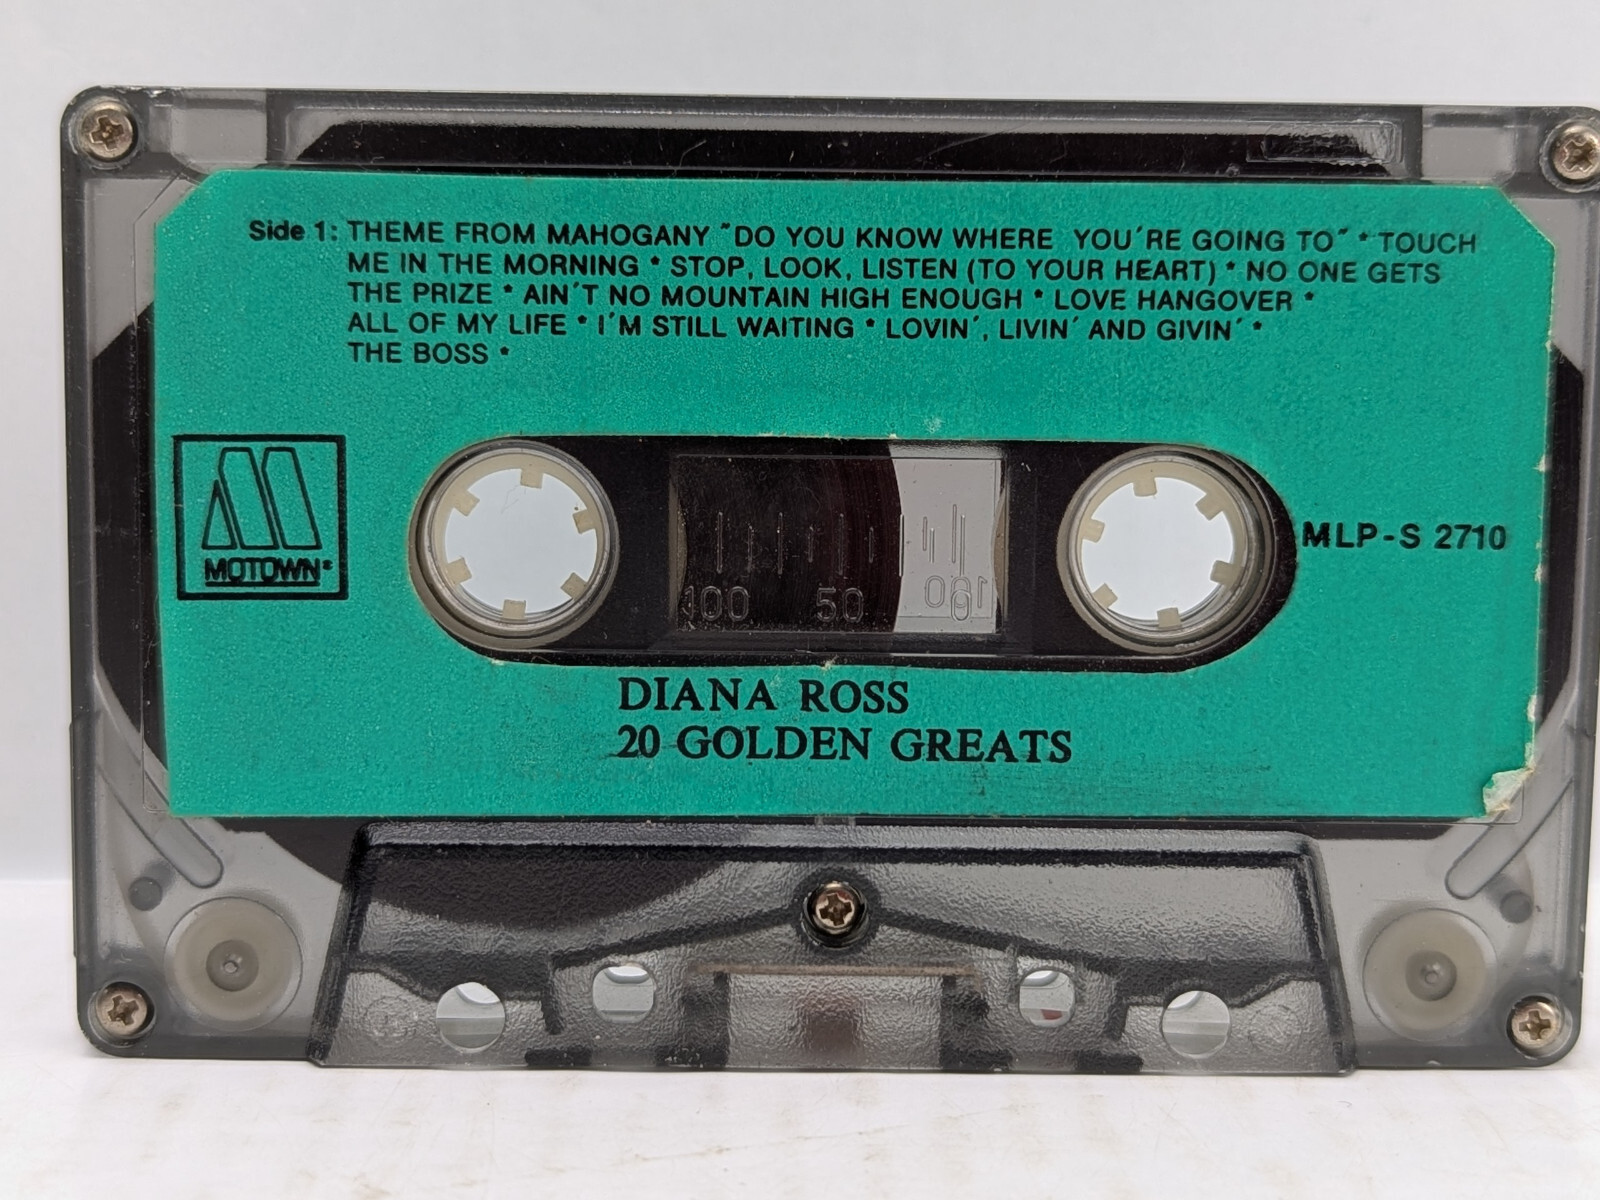 Side 1: THEME FROM MAHOGANY "DO YOU KNOW WHERE YOU'RE GOING TO" * TOUCH
ME IN THE MORNING * STOP, LOOK, LISTEN (TO YOUR HEART) * NO ONE GETS
THE PRIZE * AIN'T NO MOUNTAIN HIGH ENOUGH * LOVE HANGOVER *
ALL OF MY LIFE * I'M STILL WAITING * LOVIN', LIVIN' AND GIVIN' *
THE BOSS *
MOTOWN
MLP-S 2710
100 50 0
100
DIANA ROSS
20 GOLDEN GREATS